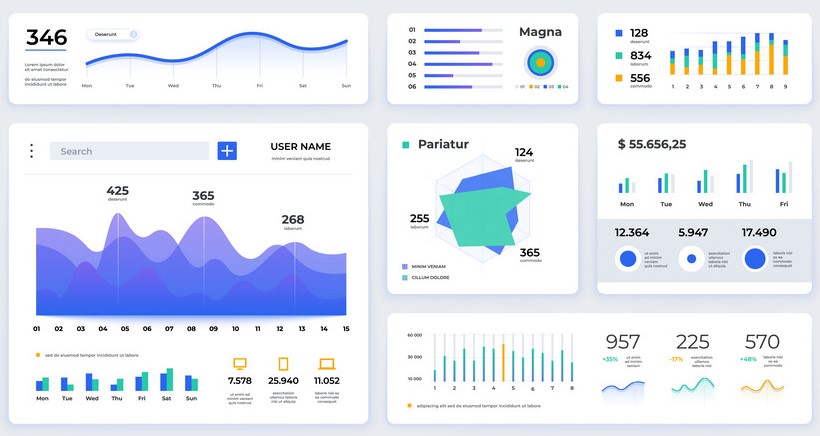 346
Deserunt
Lorem ipsum dolor
sit amet consectetur
do eiusmod tempor
incididunt ut labore
Mon Tue Wed Thu Fri Sat Sun
Magna
01
02
03
04
05
06
01 02 03 04
128
deserunt
834
laborum
556
commodo
1 2 3 4 5 6 7 8 9
Search
USER NAME
minim veniam quis nostrud
425
deserunt
365
commodo
268
laborum
01 02 03 04 05 06 07 08 09 10 11 12 13 14 15
sed do eiusmod tempor incididunt ut labore
Mon Tue Wed Thu Fri Sat Sun
7.578
ut enim
ad minim
veniam
quis nostrud
25.940
exercitation
ullamco laboris
nisi ut aliquip
11.052
laboris nisi
ut ex ea
commodo
consequat
Pariatur
124
deserunt
255
laborum
365
commodo
MINIM VENIAM
CILLUM DOLORE
$ 55.656,25
Mon Tue Wed Thu Fri
12.364
ut enim
ad minim
veniam
quis nostrud
5.947
exercitation
ullamco laboris
nisi ut aliquip
17.490
laboris nisi
ut ex ea
commodo
consequat
60 000
30 000
10 000
1 2 3 4 5 6 7 8
adipiscing elit sed do eiusmod tempor incididunt ut labore
957
+35%
ut enim
ad minim
veniam
225
-17%
exercitation
ullamco
laboris nisi
570
+48%
laboris nisi
ut ex ea
commodo